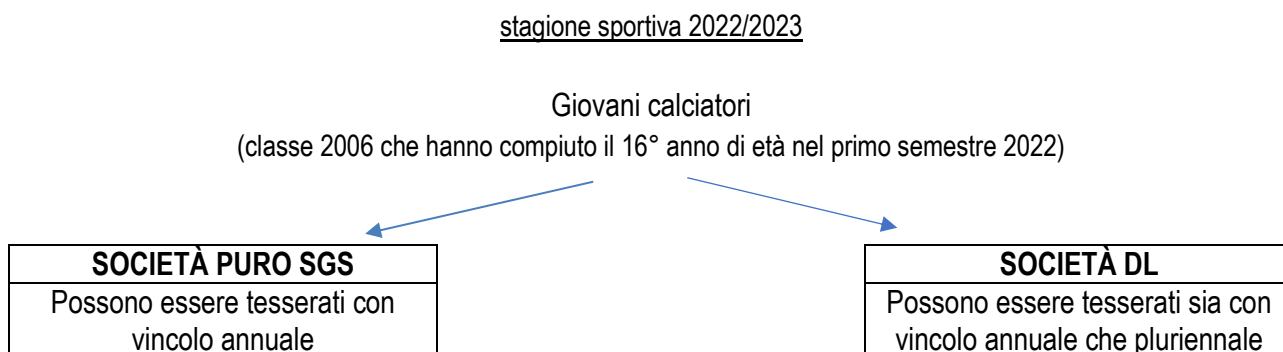 stagione sportiva 2022/2023
Giovani calciatori
(classe 2006 che hanno compiuto il 16° anno di età nel primo semestre 2022)
SOCIETÀ PURO SGS
Possono essere tesserati con
vincolo annuale
SOCIETÀ DL
Possono essere tesserati sia con
vincolo annuale che pluriennale